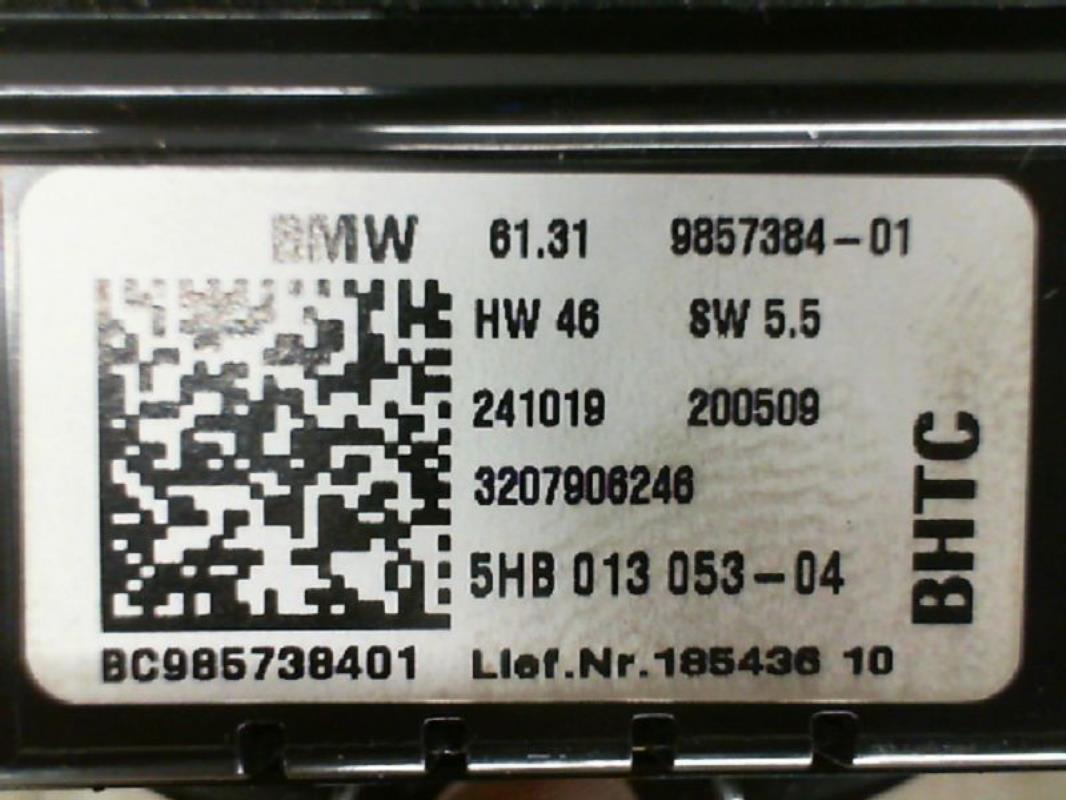 BMW 61.31 9857384-01
HW 46 SW 5.5
241019 200509
3207906246
5HB 013 053-04
BC985738401 Lief.Nr.185436 10
BHTC